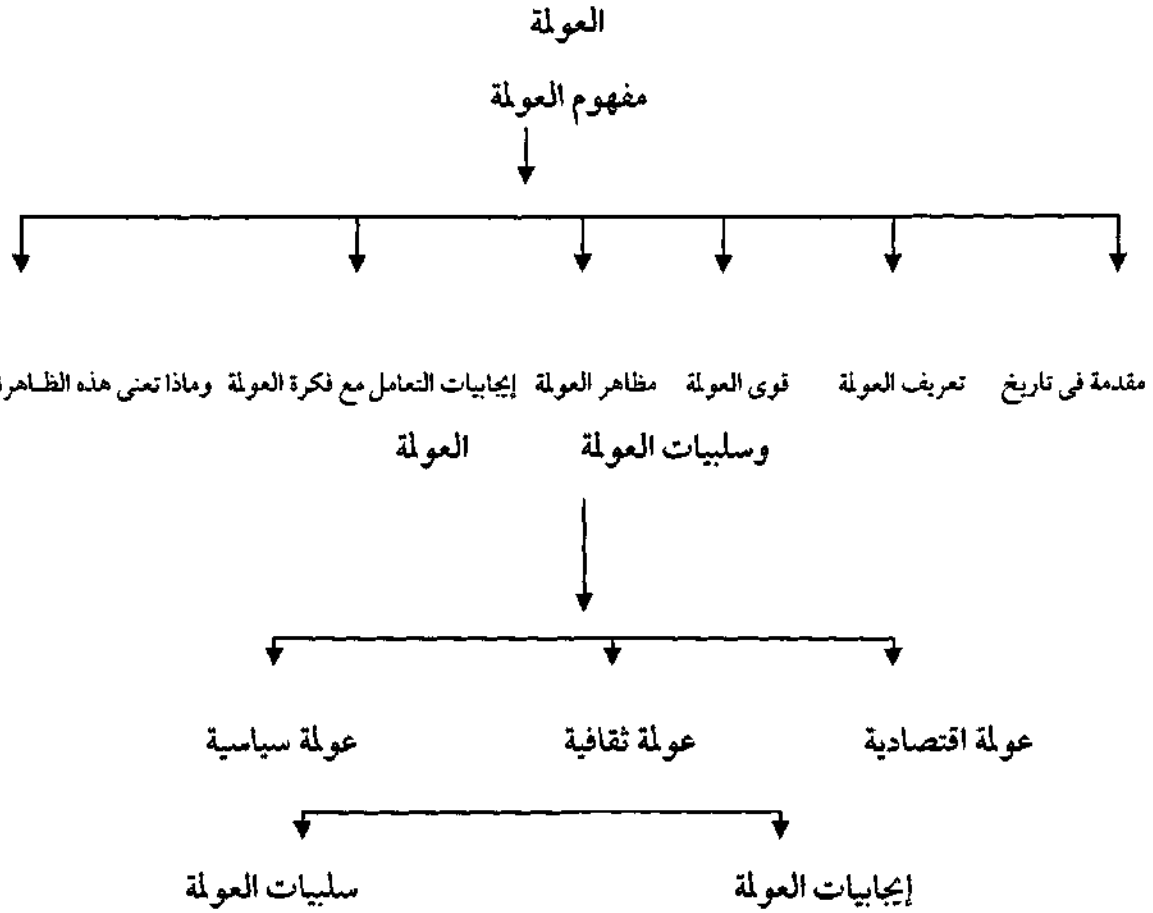 العولمة
مفهوم العولمة
مقدمة فى تاريخ تعريف العولمة قوى العولمة مظاهر العولمة إيجابيات التعامل مع فكرة العولمة وماذا تعنى هذه
وسلبيات العولمة العولمة
عولمة اقتصادية عولمة ثقافية عولمة سياسية
إيجابيات العولمة سلبيات العولمة